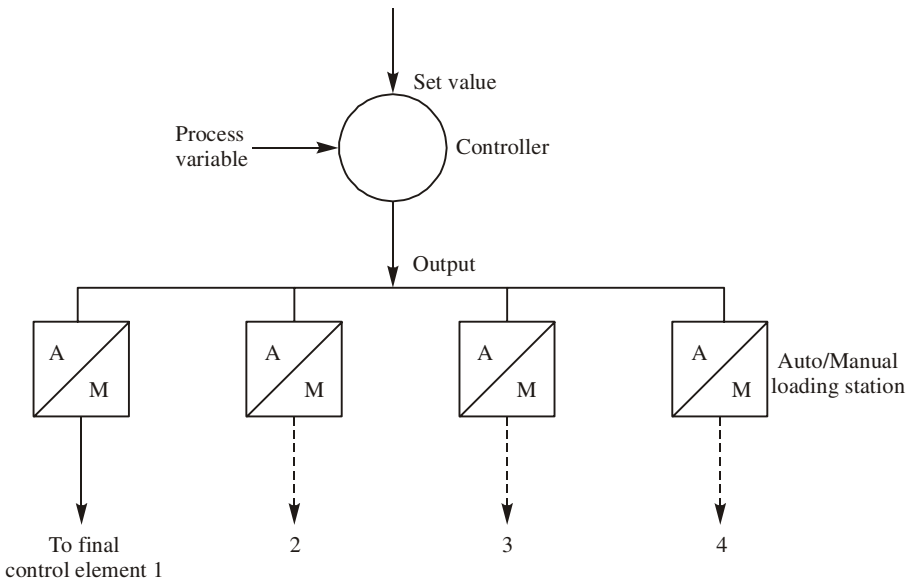 Set value
Process
variable
Controller
Output
A
M
A
M
A
M
A
M
Auto/Manual
loading station
To final
control element 1
2
3
4